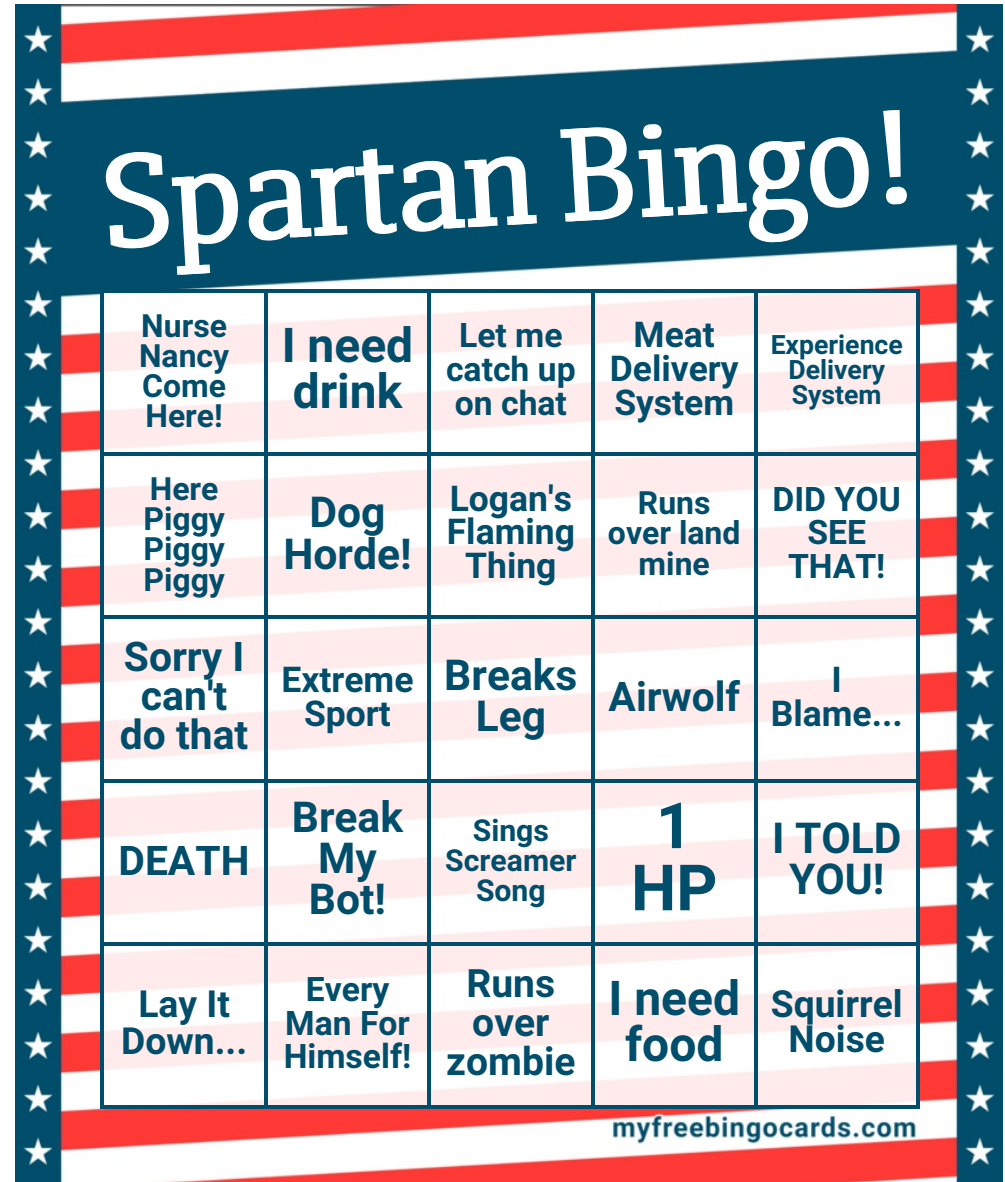 Spartan Bingo!
Nurse
Nancy
Come
Here!
I need
drink
Let me
catch up
on chat
Meat
Delivery
System
Experience
Delivery
System
Here
Piggy
Piggy
Piggy
Dog
Horde!
Logan's
Flaming
Thing
Runs
over land
mine
DID YOU
SEE
THAT!
Sorry I
can't
do that
Extreme
Sport
Breaks
Leg
Airwolf
I
Blame...
DEATH
Break
My
Bot!
Sings
Screamer
Song
1
HP
I TOLD
YOU!
Lay It
Down...
Every
Man For
Himself!
Runs
over
zombie
I need
food
Squirrel
Noise
myfreebingocards.com